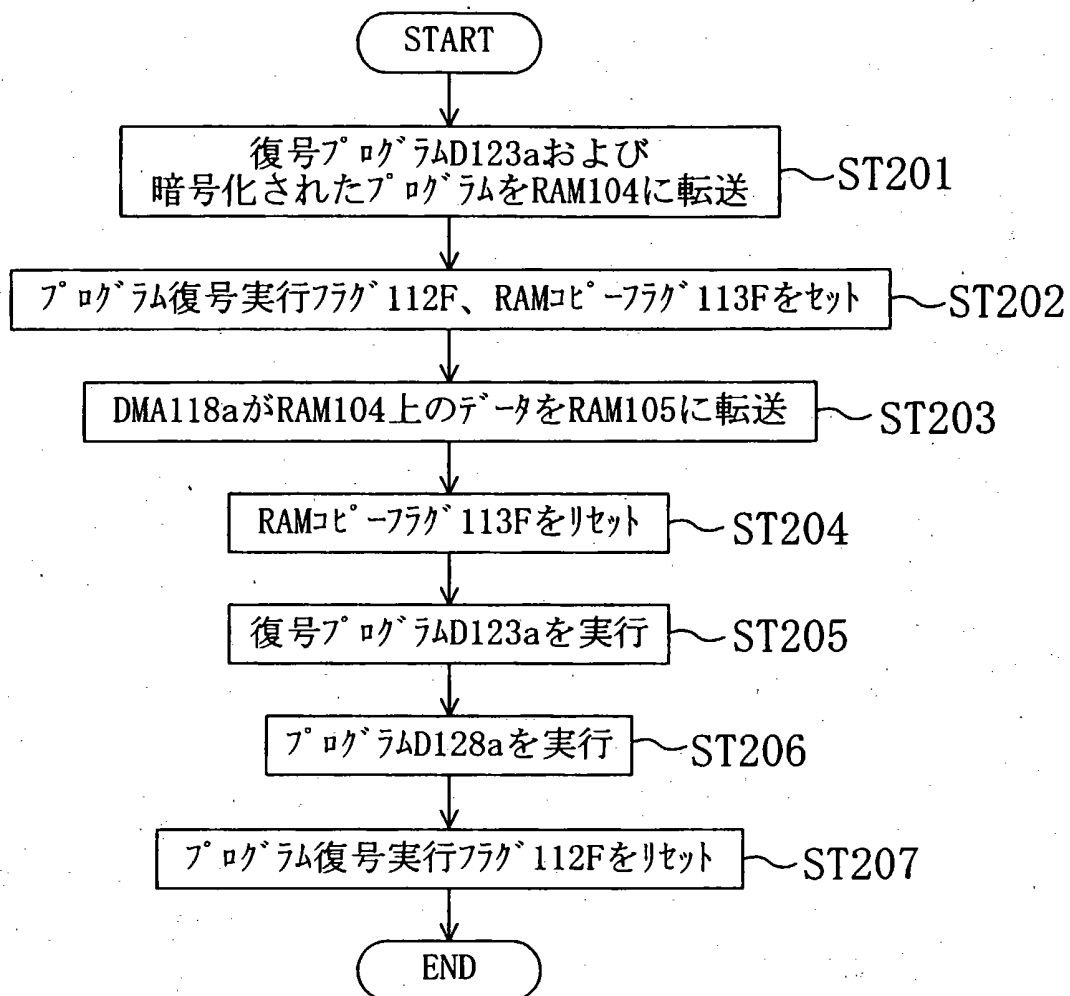 START
復号ﾌﾟﾛｸﾞﾗﾑD123aおよび
暗号化されたﾌﾟﾛｸﾞﾗﾑをRAM104に転送
ST201
ﾌﾟﾛｸﾞﾗﾑ復号実行ﾌﾗｸﾞ112F、RAMｺﾋﾟｰﾌﾗｸﾞ113Fをｾｯﾄ
ST202
DMA118aがRAM104上のﾃﾞｰﾀをRAM105に転送
ST203
RAMｺﾋﾟｰﾌﾗｸﾞ113Fをﾘｾｯﾄ
ST204
復号ﾌﾟﾛｸﾞﾗﾑD123aを実行
ST205
ﾌﾟﾛｸﾞﾗﾑD128aを実行
ST206
ﾌﾟﾛｸﾞﾗﾑ復号実行ﾌﾗｸﾞ112Fをﾘｾｯﾄ
ST207
END